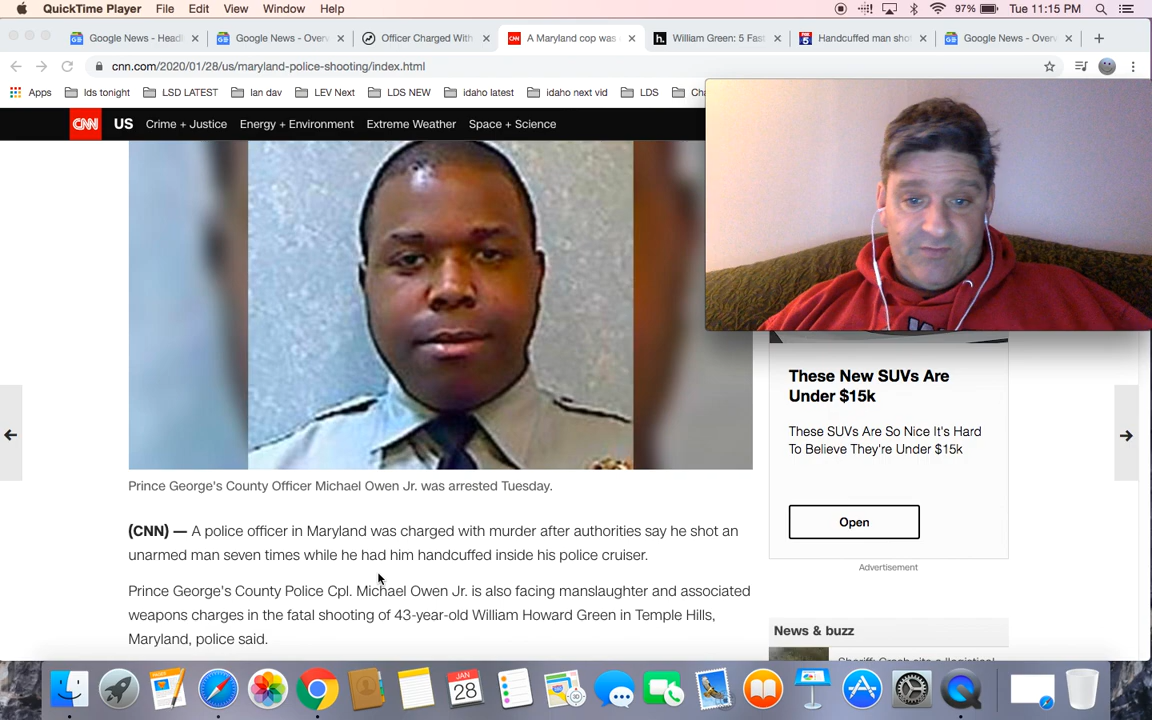 QuickTime Player File Edit View Window Help 97% Tue 11:15 PM
Google News - Head Google News - Over Officer Charged With A Maryland cop was William Green: 5 Fas Handcuffed man sho Google News - Over
cnn.com/2020/01/28/us/maryland-police-shooting/index.html
Apps lds tonight LSD LATEST lan dav LEV Next LDS NEW idaho latest idaho next vid LDS Cha
CNN US Crime + Justice Energy + Environment Extreme Weather Space + Science
Prince George's County Officer Michael Owen Jr. was arrested Tuesday.
(CNN) — A police officer in Maryland was charged with murder after authorities say he shot an
unarmed man seven times while he had him handcuffed inside his police cruiser.
Prince George's County Police Cpl. Michael Owen Jr. is also facing manslaughter and associated
weapons charges in the fatal shooting of 43-year-old William Howard Green in Temple Hills,
Maryland, police said.
These New SUVs Are
Under $15k
These SUVs Are So Nice It's Hard
To Believe They're Under $15k
Open
Advertisement
News & buzz
JAN
28